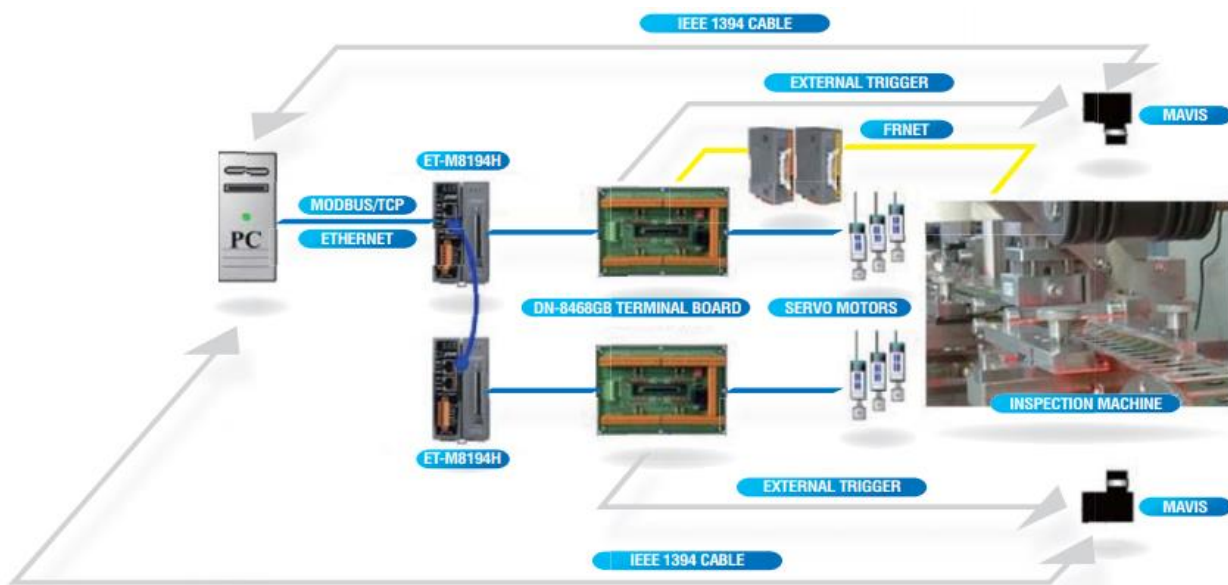 IEEE 1394 CABLE
EXTERNAL TRIGGER
MAVIS
FRNET
ET-M8194H
MODBUS/TCP
ETHERNET
PC
DN-8468GB TERMINAL BOARD
SERVO MOTORS
INSPECTION MACHINE
ET-M8194H
EXTERNAL TRIGGER
MAVIS
IEEE 1394 CABLE